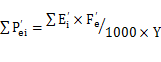 ∑P′ei = ∑E′i × F′e / 1000 × Y